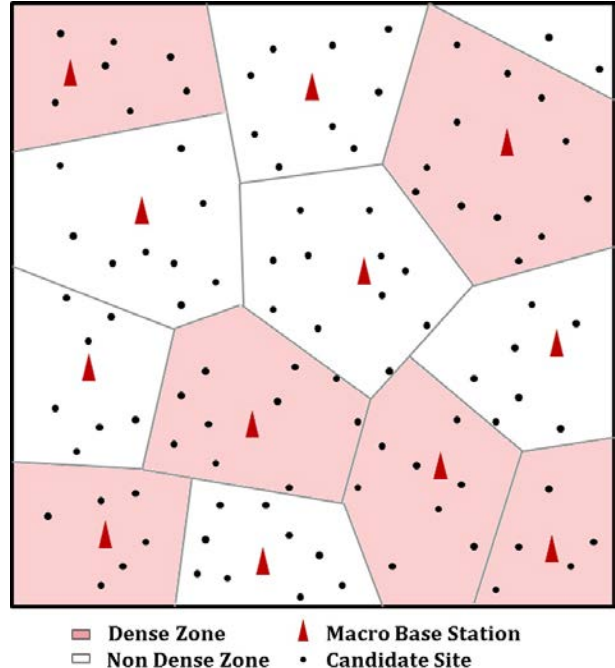 Dense Zone
Macro Base Station
Non Dense Zone
Candidate Site